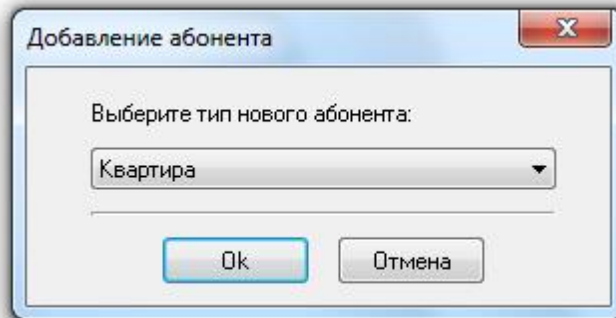 Добавление абонента
Выберите тип нового абонента:
Квартира
Ok
Отмена